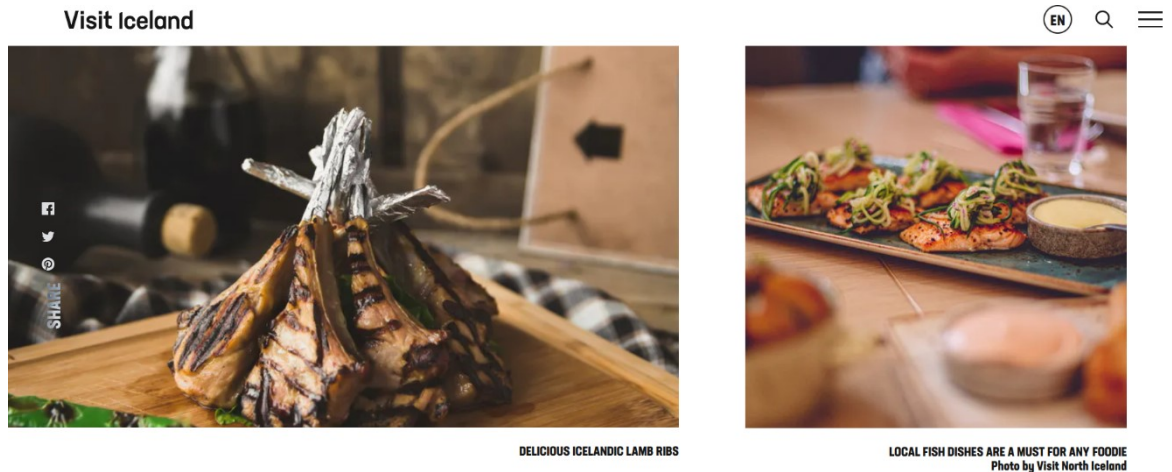 Visit Iceland
EN
SHARE
DELICIOUS ICELANDIC LAMB RIBS
LOCAL FISH DISHES ARE A MUST FOR ANY FOODIE
Photo by Visit North Iceland